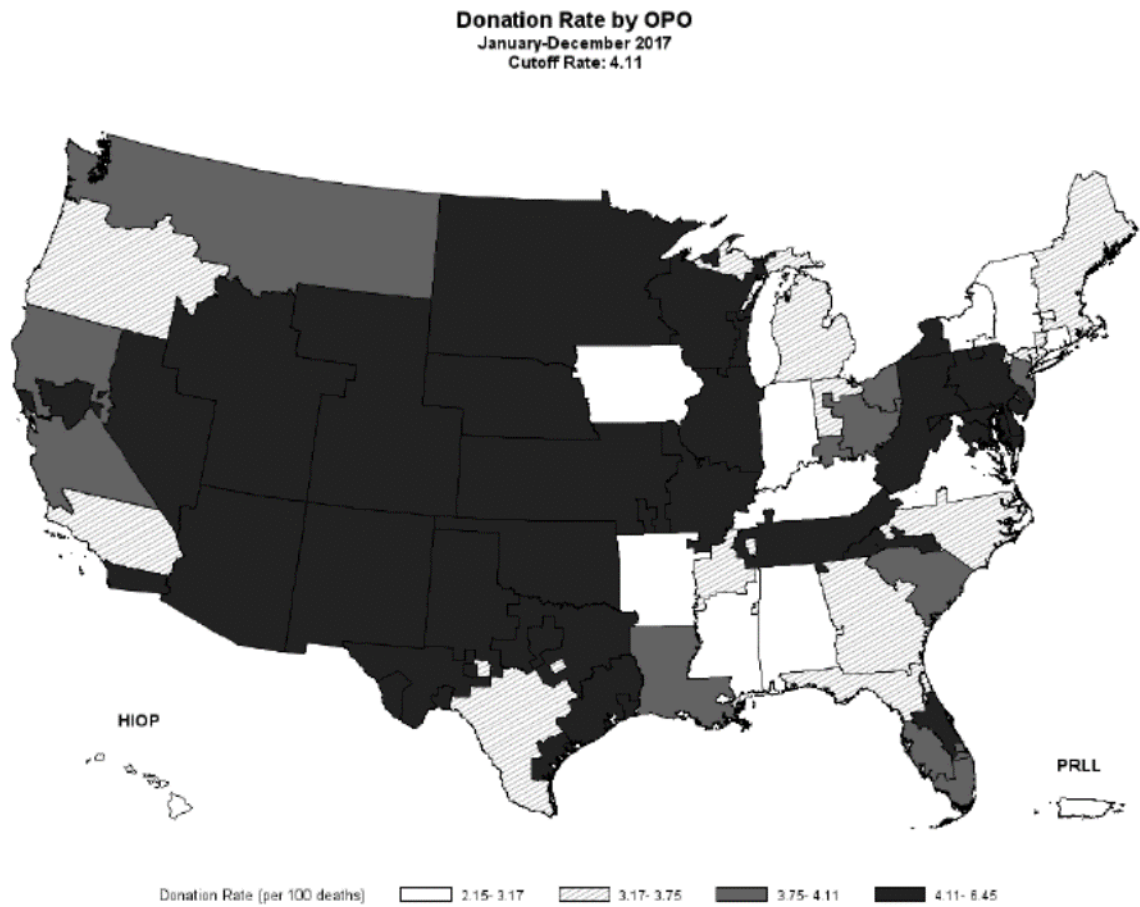 Donation Rate by OPO
January-December 2017
Cutoff Rate: 4.11
HIOP
PRLL
Donation Rate (per 100 deaths) 2.15- 3.17 3.17- 3.75 3.75- 4.11 4.11- 6.45